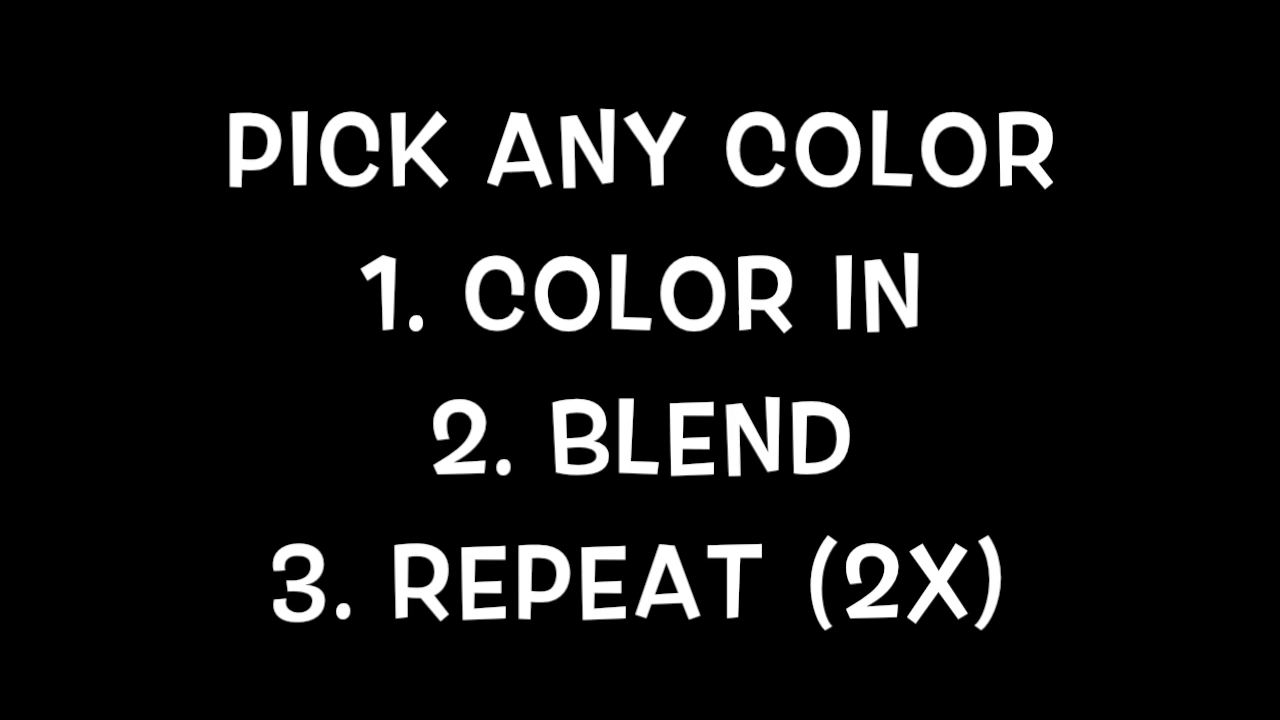 PICK ANY COLOR
1. COLOR IN
2. BLEND
3. REPEAT (2X)